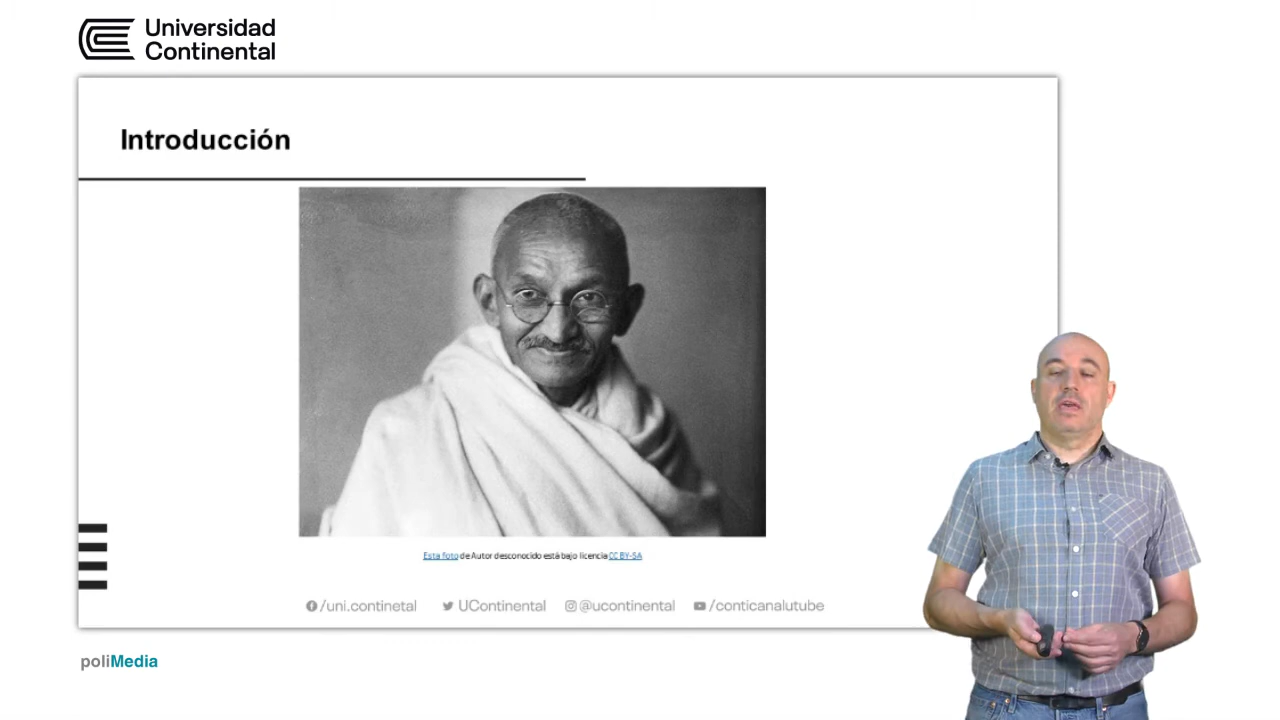 Universidad
Continental
Introducción
Esta foto de Autor desconocido está bajo licencia CC BY-SA
/uni.continetal UContinental @ucontinental /conticanalutube
poliMedia